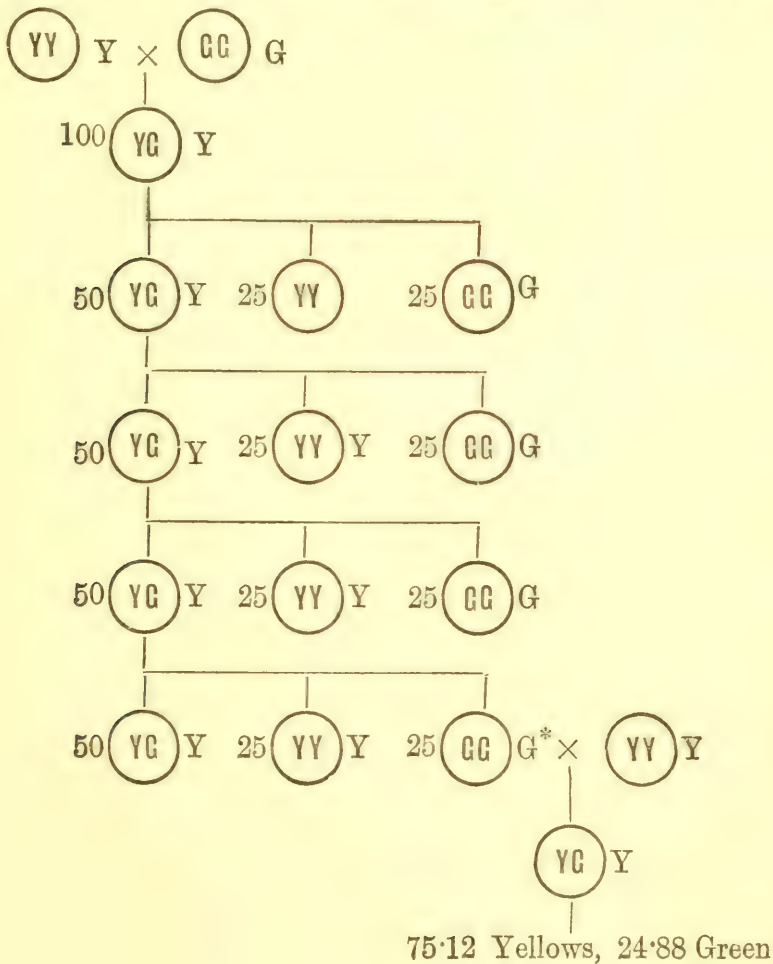 YY Y × GG G
100 YG Y
50 YG Y 25 YY 25 GG G
50 YG Y 25 YY Y 25 GG G
50 YG Y 25 YY Y 25 GG G
50 YG Y 25 YY Y 25 GG G* × YY Y
YG Y
75·12 Yellows, 24·88 Green